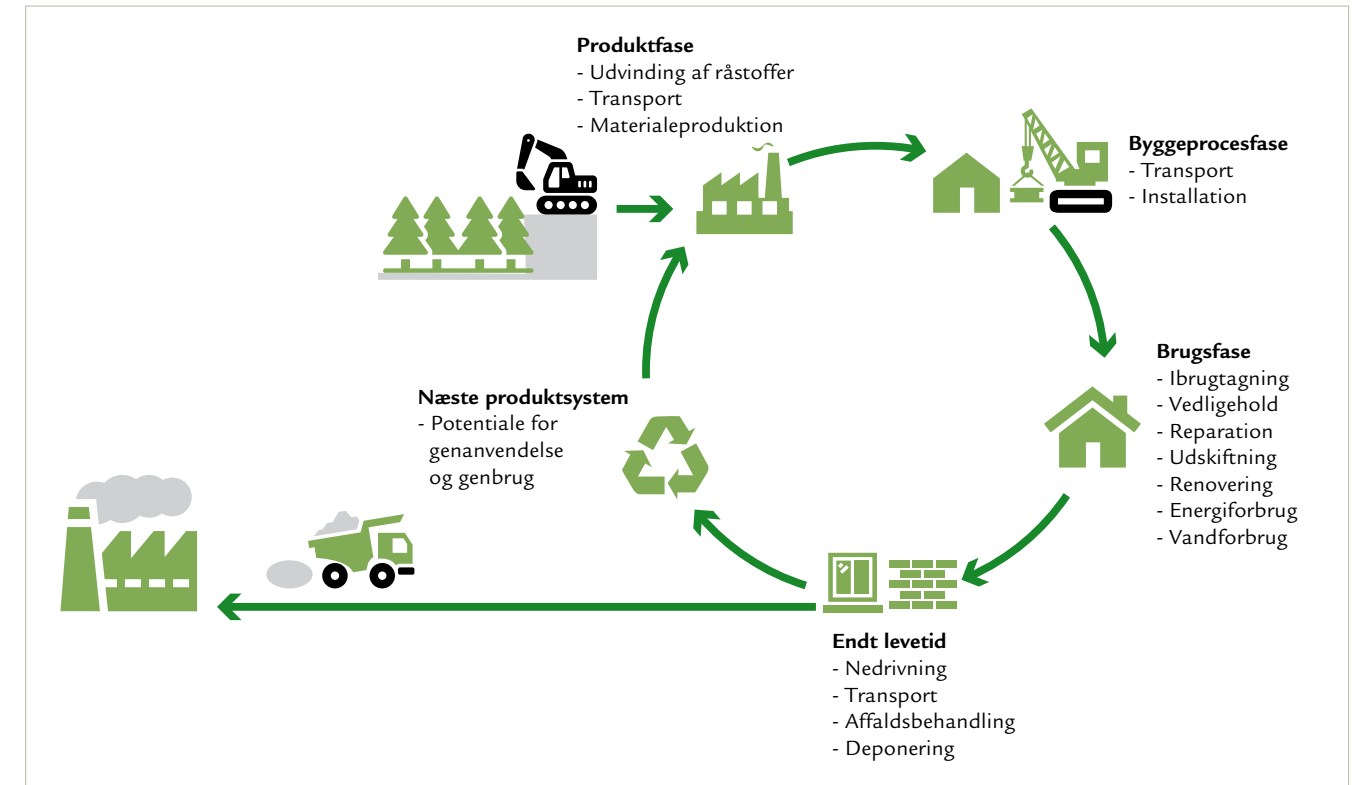 Produktfase
- Udvinding af råstoffer
- Transport
- Materialeproduktion
Byggeprocesfase
- Transport
- Installation
Brugsfase
- Ibrugtagning
- Vedligehold
- Reparation
- Udskiftning
- Renovering
- Energiforbrug
- Vandforbrug
Næste produktsystem
- Potentiale for
genanvendelse
og genbrug
Endt levetid
- Nedrivning
- Transport
- Affaldsbehandling
- Deponering